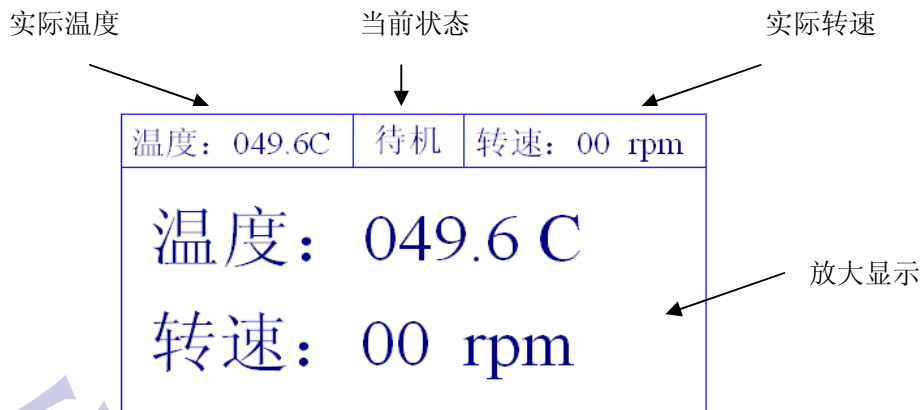 实际温度 当前状态 实际转速
温度：049.6C 待机 转速：00 rpm
温度：049.6 C
放大显示
转速：00 rpm